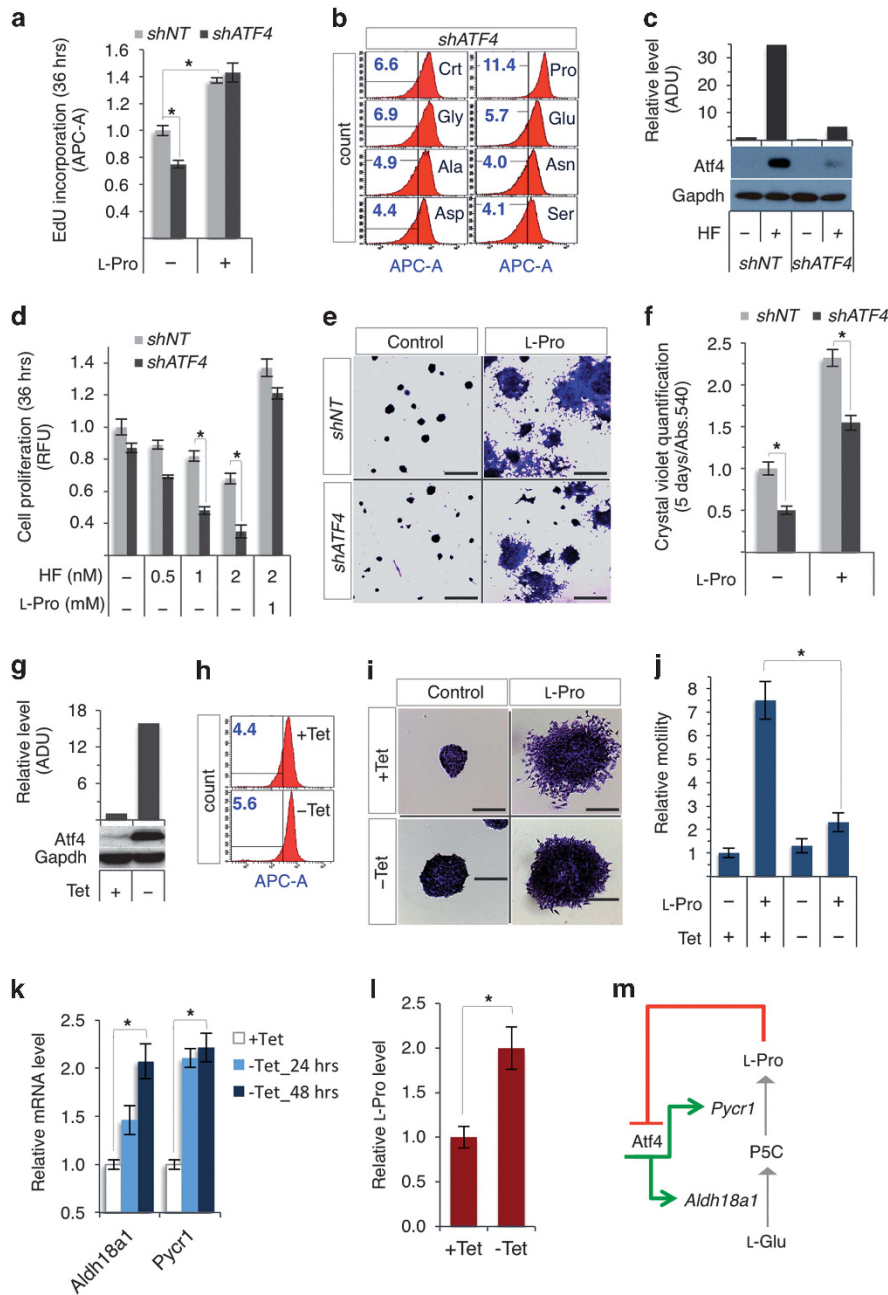 a
shNT shATF4
EdU incorporation (36 hrs)
(APC-A)
1.6
1.4
1.2
1.0
0.8
0.6
0.4
*
*
L-Pro
– +
b
shATF4
count
6.6 Crt
11.4 Pro
6.9 Gly
5.7 Glu
4.9 Ala
4.0 Asn
4.4 Asp
4.1 Ser
APC-A APC-A
c
Relative level
(ADU)
30
20
10
5
Atf4
Gapdh
HF – + – +
shNT shATF4
d
shNT
shATF4
Cell proliferation (36 hrs)
(RFU)
1.4
1.2
1.0
0.8
0.6
0.4
*
*
HF (nM) – 0.5 1 2 2
L-Pro (mM) – – – – 1
e
Control L-Pro
shNT
shATF4
f
shNT shATF4
Crystal violet quantification
(5 days/Abs.540)
2.5
2.0
1.5
1.0
0.5
*
*
L-Pro – +
g
Relative level
(ADU)
18
12
6
Atf4
Gapdh
Tet + –
h
count
4.4 +Tet
5.6 –Tet
APC-A
i
Control L-Pro
+Tet
–Tet
j
Relative motility
8
7
6
5
4
3
2
1
*
L-Pro – + – +
Tet + + – –
k
Relative mRNA level
2.5
2.0
1.5
1.0
0.5
*
*
+Tet
-Tet_24 hrs
-Tet_48 hrs
Aldh18a1
Pycr1
l
Relative L-Pro level
2.0
1.5
1.0
0.5
0.0
*
+Tet -Tet
m
L-Pro
Pycr1
Atf4
P5C
Aldh18a1
L-Glu